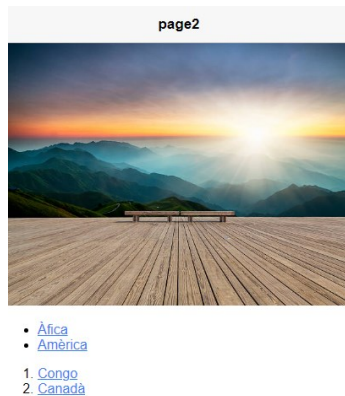 page2
• Àfica
• Amèrica
1. Congo
2. Canadà